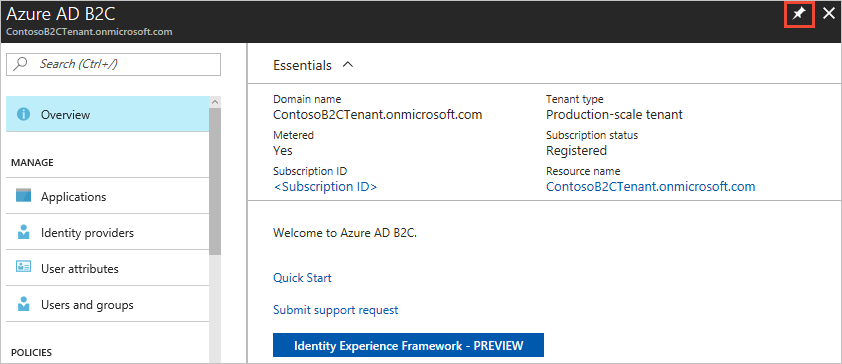 Azure AD B2C
ContosoB2CTenant.onmicrosoft.com
Search (Ctrl+/)
Overview
MANAGE
Applications
Identity providers
User attributes
Users and groups
POLICIES
Essentials
Domain name
ContosoB2CTenant.onmicrosoft.com
Metered
Yes
Subscription ID
<Subscription ID>
Tenant type
Production-scale tenant
Subscription status
Registered
Resource name
ContosoB2CTenant.onmicrosoft.com
Welcome to Azure AD B2C.
Quick Start
Submit support request
Identity Experience Framework - PREVIEW